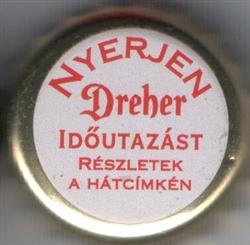 NYERJEN
Dreher
IDŐUTAZÁST
RÉSZLETEK
A HÁTCÍMKÉN